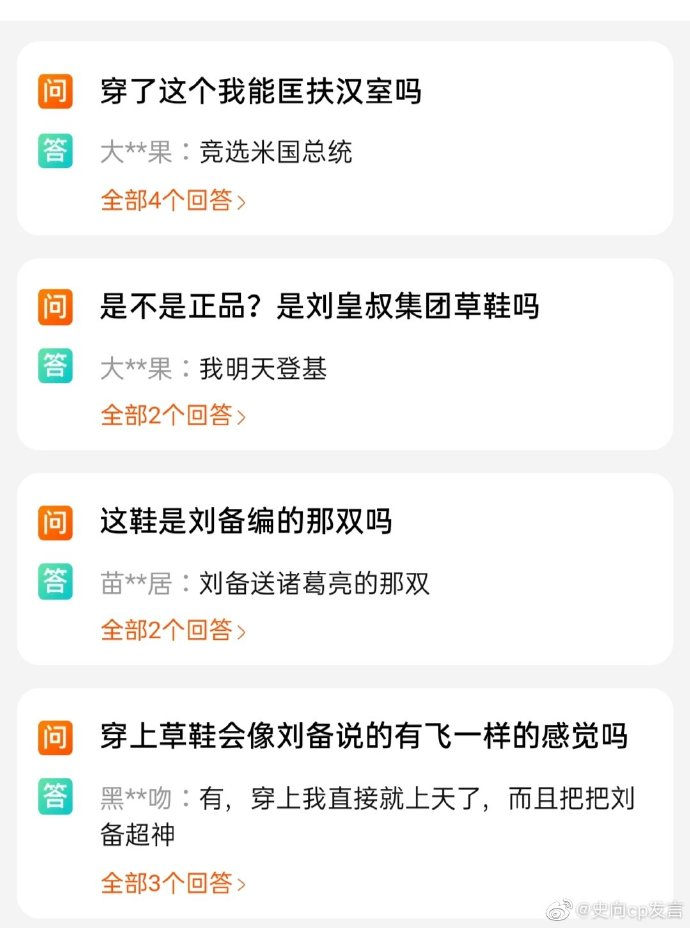 问 穿了这个我能匡扶汉室吗
答 大**果：竞选米国总统
全部4个回答>
问 是不是正品？是刘皇叔集团草鞋吗
答 大**果：我明天登基
全部2个回答>
问 这鞋是刘备编的那双吗
答 苗**居：刘备送诸葛亮的那双
全部2个回答>
问 穿上草鞋会像刘备说的有飞一样的感觉吗
答 黑**吻：有，穿上我直接就上天了，而且把把刘
备超神
全部3个回答>
@史向cp发言